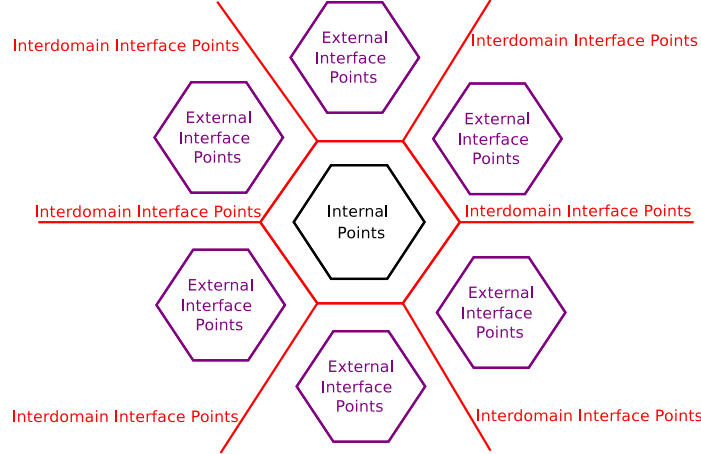 External
Interface
Points
Interdomain Interface Points
Interdomain Interface Points
External
Interface
Points
External
Interface
Points
Interdomain Interface Points
Internal
Points
Interdomain Interface Points
External
Interface
Points
External
Interface
Points
External
Interface
Points
Interdomain Interface Points
Interdomain Interface Points